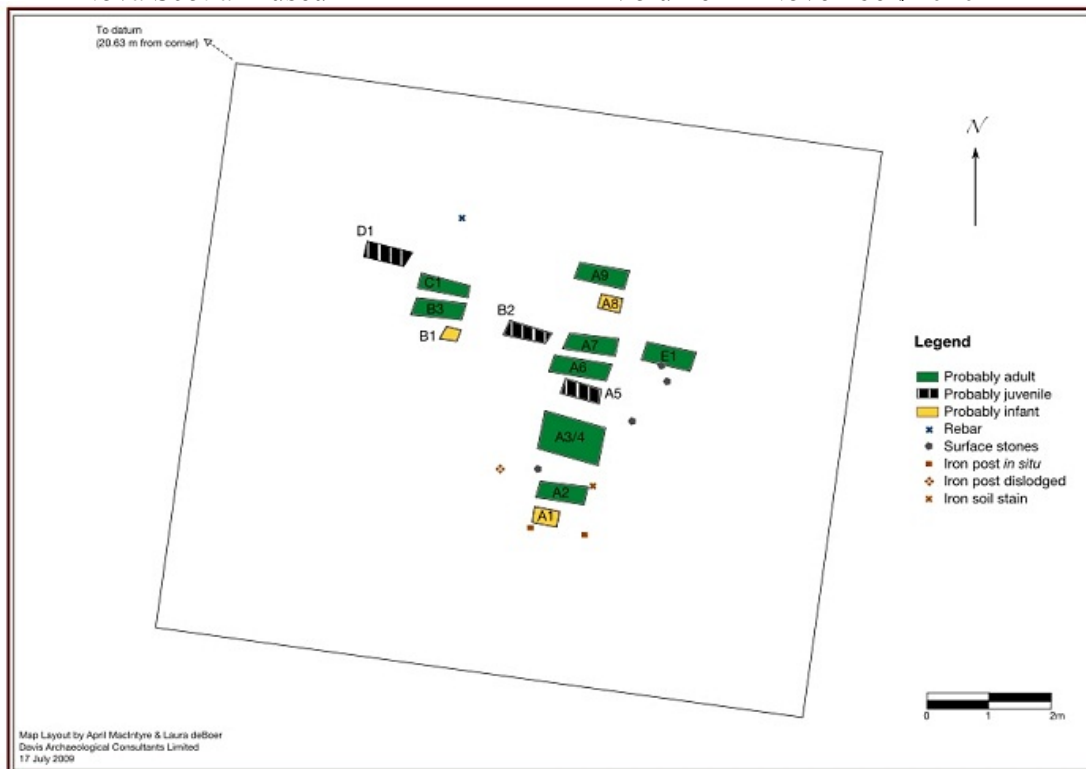 To datum
(20.63 m from corner)
N
D1
C1
B3
B1
B2
A9
A8
A7
E1
A6
A5
A3/4
A2
A1
Legend
Probably adult
Probably juvenile
Probably infant
Rebar
Surface stones
Iron post in situ
Iron post dislodged
Iron soil stain
0 1 2m
Map Layout by April MacIntyre & Laura deBoer
Davis Archaeological Consultants Limited
17 July 2009